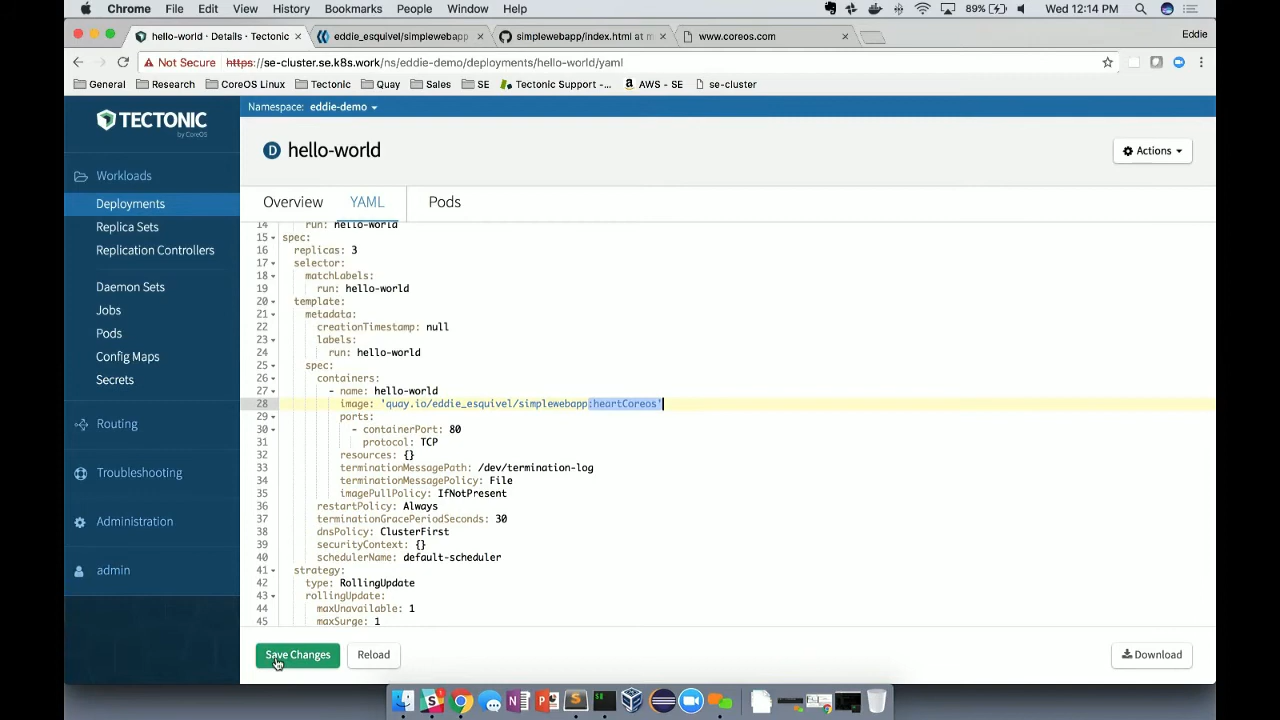 Chrome File Edit View History Bookmarks People Window Help 89% Wed 12:14 PM
hello-world · Details · Tectonic × eddie_esquivel/simplewebapp × simplewebapp/index.html at m × www.coreos.com × Eddie
Not Secure https://se-cluster.se.k8s.work/ns/eddie-demo/deployments/hello-world/yaml
General Research CoreOS Linux Tectonic Quay Sales SE Tectonic Support -... AWS - SE se-cluster
TECTONIC
by CoreOS
Namespace: eddie-demo
D hello-world
Actions
Overview YAML Pods
Workloads
Deployments
Replica Sets
Replication Controllers
Daemon Sets
Jobs
Pods
Config Maps
Secrets
Routing
Troubleshooting
Administration
admin
14 run: hello-world
15 spec:
16 replicas: 3
17 selector:
18 matchLabels:
19 run: hello-world
20 template:
21 metadata:
22 creationTimestamp: null
23 labels:
24 run: hello-world
25 spec:
26 containers:
27 - name: hello-world
28 image: 'quay.io/eddie_esquivel/simplewebapp:heartCoreos'
29 ports:
30 - containerPort: 80
31 protocol: TCP
32 resources: {}
33 terminationMessagePath: /dev/termination-log
34 terminationMessagePolicy: File
35 imagePullPolicy: IfNotPresent
36 restartPolicy: Always
37 terminationGracePeriodSeconds: 30
38 dnsPolicy: ClusterFirst
39 securityContext: {}
40 schedulerName: default-scheduler
41 strategy:
42 type: RollingUpdate
43 rollingUpdate:
44 maxUnavailable: 1
45 maxSurge: 1
Save Changes Reload Download